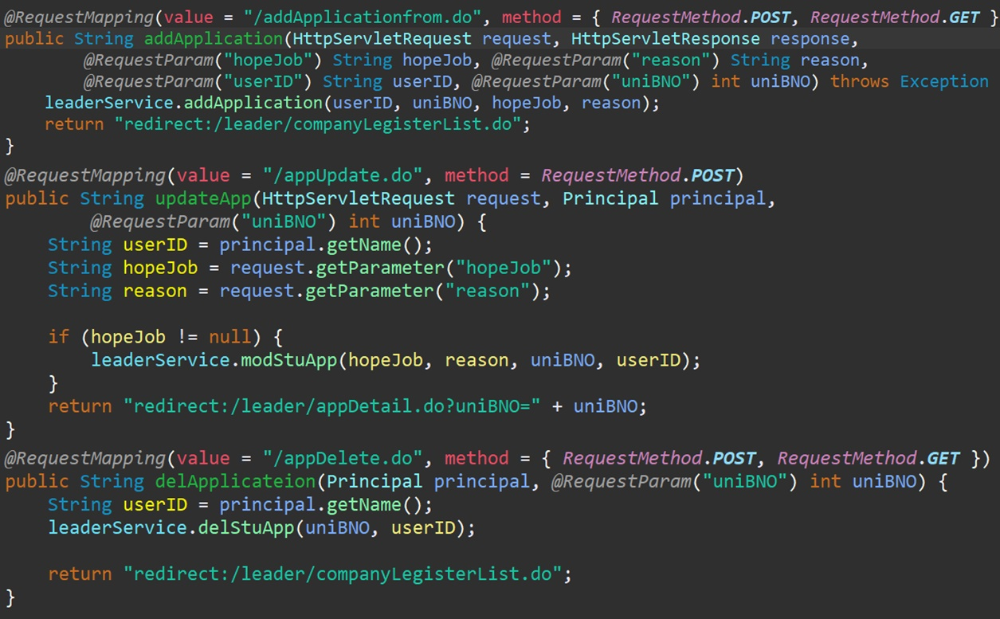 @RequestMapping(value = "/addApplicationfrom.do", method = { RequestMethod.POST, RequestMethod.GET }
public String addApplication(HttpServletRequest request, HttpServletResponse response,
@RequestParam("hopeJob") String hopeJob, @RequestParam("reason") String reason,
@RequestParam("userID") String userID, @RequestParam("uniBNO") int uniBNO) throws Exception
leaderService.addApplication(userID, uniBNO, hopeJob, reason);
return "redirect:/leader/companyLegisterList.do";
}
@RequestMapping(value = "/appUpdate.do", method = RequestMethod.POST)
public String updateApp(HttpServletRequest request, Principal principal,
@RequestParam("uniBNO") int uniBNO) {
String userID = principal.getName();
String hopeJob = request.getParameter("hopeJob");
String reason = request.getParameter("reason");
if (hopeJob != null) {
leaderService.modStuApp(hopeJob, reason, uniBNO, userID);
}
return "redirect:/leader/appDetail.do?uniBNO=" + uniBNO;
}
@RequestMapping(value = "/appDelete.do", method = { RequestMethod.POST, RequestMethod.GET })
public String delApplicateion(Principal principal, @RequestParam("uniBNO") int uniBNO) {
String userID = principal.getName();
leaderService.delStuApp(uniBNO, userID);
return "redirect:/leader/companyLegisterList.do";
}